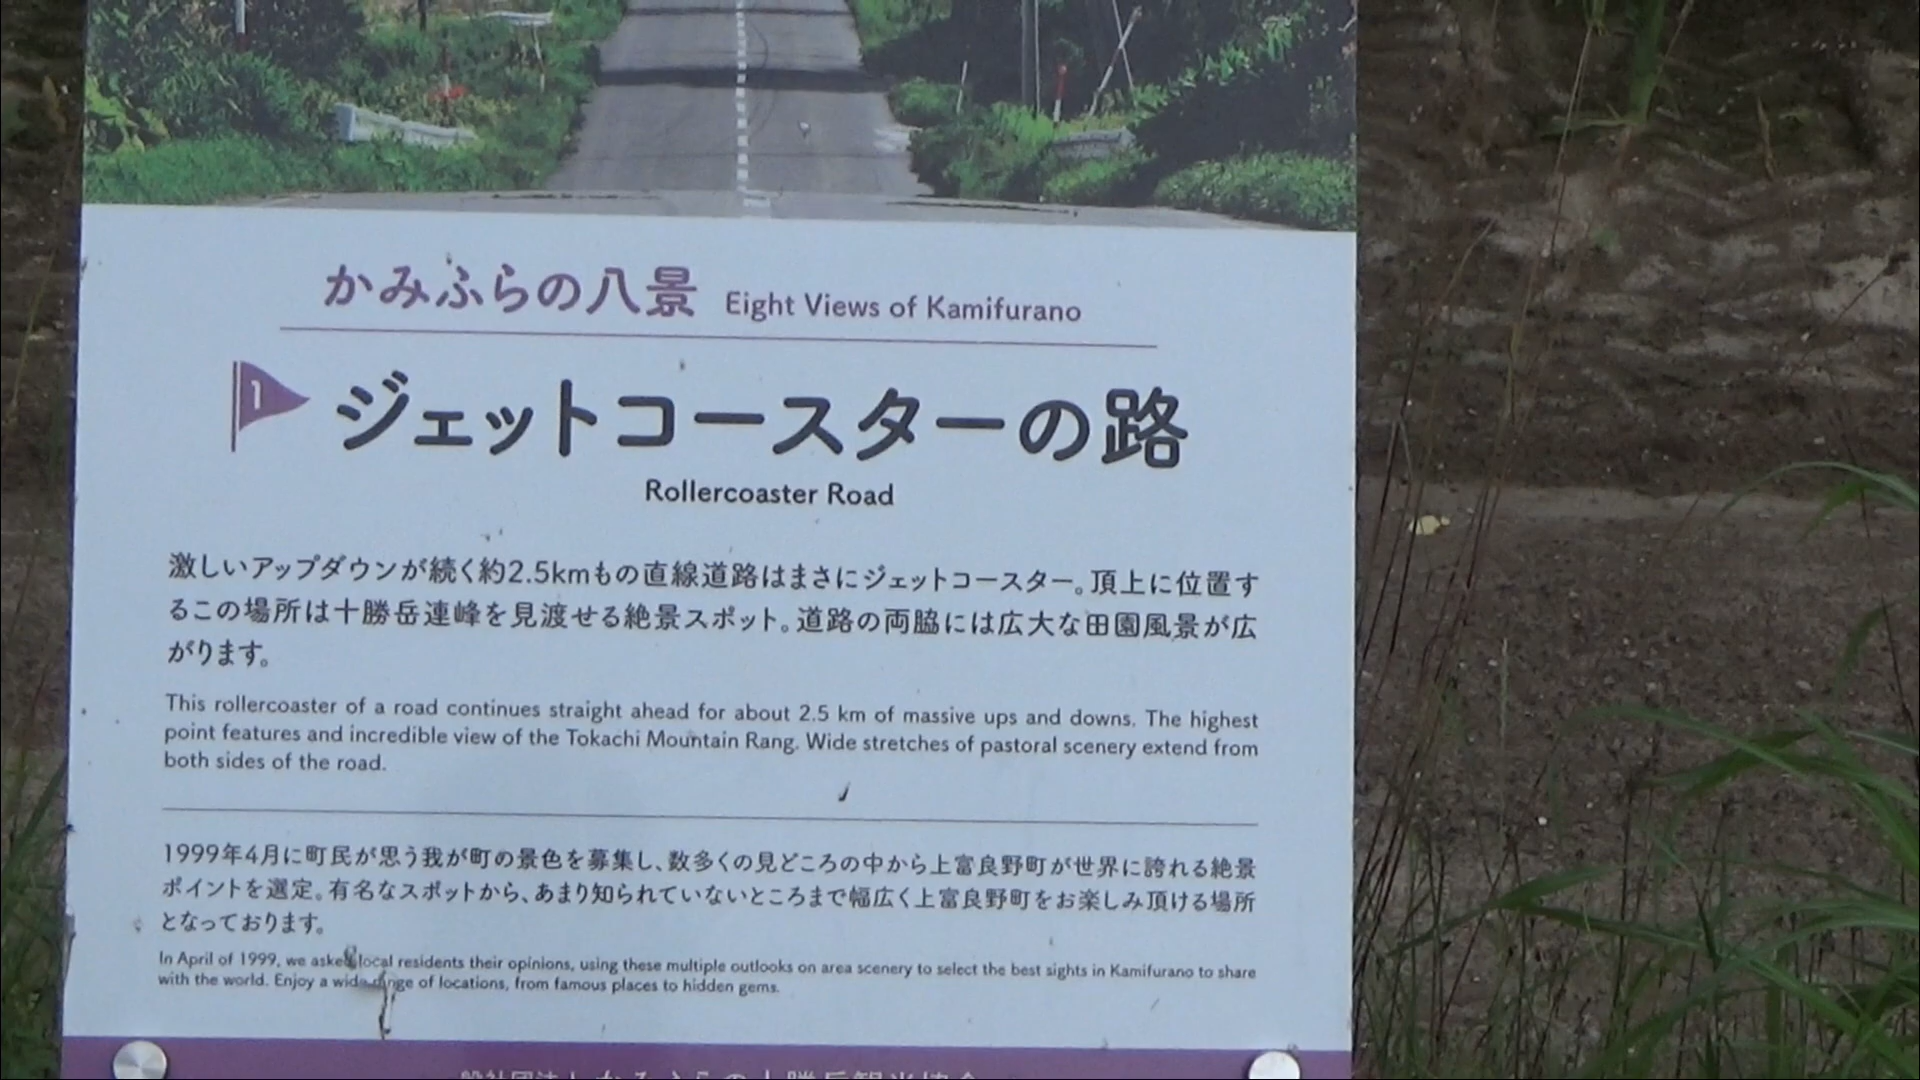 かみふらの八景 Eight Views of Kamifurano
1 ジェットコースターの路
Rollercoaster Road
激しいアップダウンが続く約2.5kmもの直線道路はまさにジェットコースター。頂上に位置す
るこの場所は十勝岳連峰を見渡せる絶景スポット。道路の両脇には広大な田園風景が広
がります。
This rollercoaster of a road continues straight ahead for about 2.5 km of massive ups and downs. The highest
point features and incredible view of the Tokachi Mountain Rang. Wide stretches of pastoral scenery extend from
both sides of the road.
1999年4月に町民が思う我が町の景色を募集し、数多くの見どころの中から上富良野町が世界に誇れる絶景
ポイントを選定。有名なスポットから、あまり知られていないところまで幅広く上富良野町をお楽しみ頂ける場所
となっております。
In April of 1999, we asked local residents their opinions, using these multiple outlooks on area scenery to select the best sights in Kamifurano to share
with the world. Enjoy a wide range of locations, from famous places to hidden gems.